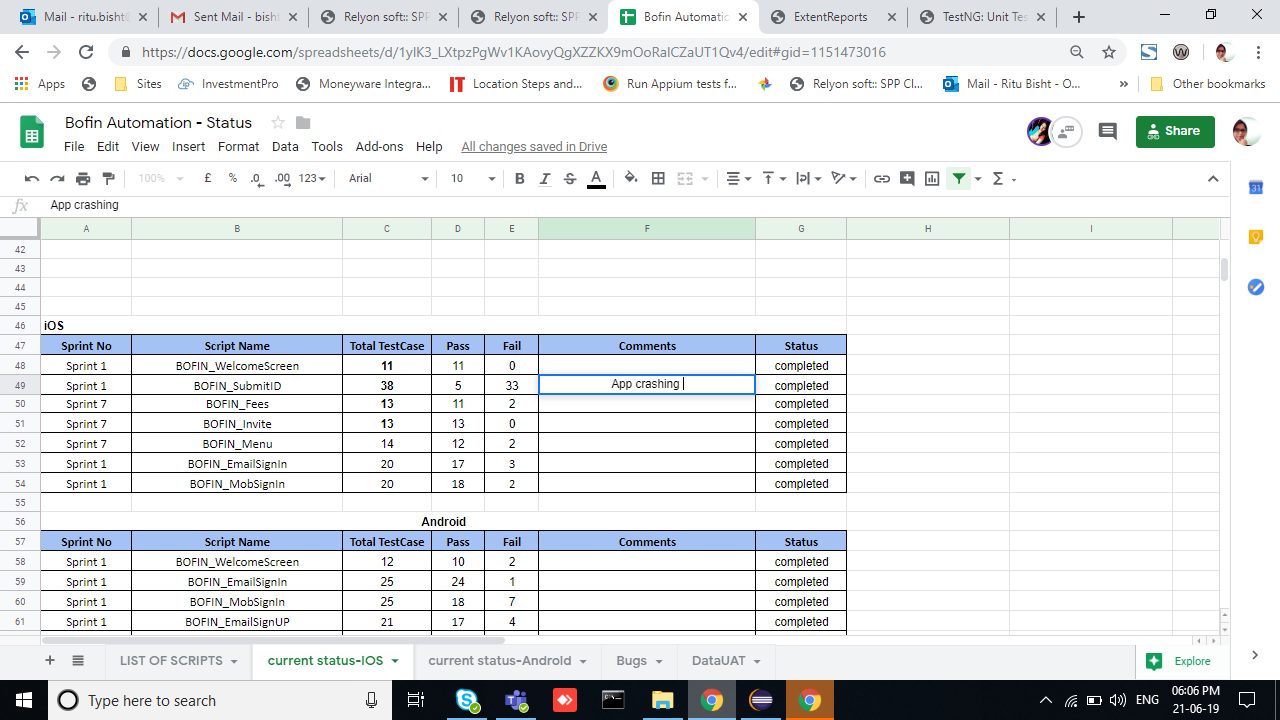 Mail - ritu.bisht
Sent Mail - bish
Relyon soft:: SPP
Relyon soft:: SPP
Bofin Automatic
ExtentReports
TestNG: Unit Tes
https://docs.google.com/spreadsheets/d/1ylK3_LXtpzPgWv1KAovyQgXZZKX9mOoRalCZaUT1Qv4/edit#gid=1151473016
Apps
Sites
InvestmentPro
Moneyware Integra...
Location Steps and...
Run Appium tests f...
Relyon soft:: SPP Cl...
Mail - Ritu Bisht - O...
»
Other bookmarks
Bofin Automation - Status
File Edit View Insert Format Data Tools Add-ons Help All changes saved in Drive
Share
100% £ % .0 .00 123 Arial 10 B I S A Σ
fx App crashing
A B C D E F G H I
42
43
44
45
46 iOS
47 Sprint No Script Name Total TestCase Pass Fail Comments Status
48 Sprint 1 BOFIN_WelcomeScreen 11 11 0 completed
49 Sprint 1 BOFIN_SubmitID 38 5 33 App crashing completed
50 Sprint 7 BOFIN_Fees 13 11 2 completed
51 Sprint 7 BOFIN_Invite 13 13 0 completed
52 Sprint 7 BOFIN_Menu 14 12 2 completed
53 Sprint 1 BOFIN_EmailSignIn 20 17 3 completed
54 Sprint 1 BOFIN_MobSignIn 20 18 2 completed
55
56 Android
57 Sprint No Script Name Total TestCase Pass Fail Comments Status
58 Sprint 1 BOFIN_WelcomeScreen 12 10 2 completed
59 Sprint 1 BOFIN_EmailSignIn 25 24 1 completed
60 Sprint 1 BOFIN_MobSignIn 25 18 7 completed
61 Sprint 1 BOFIN_EmailSignUP 21 17 4 completed
LIST OF SCRIPTS current status-IOS current status-Android Bugs DataUAT Explore
Type here to search
ENG
06:06 PM
21-06-19